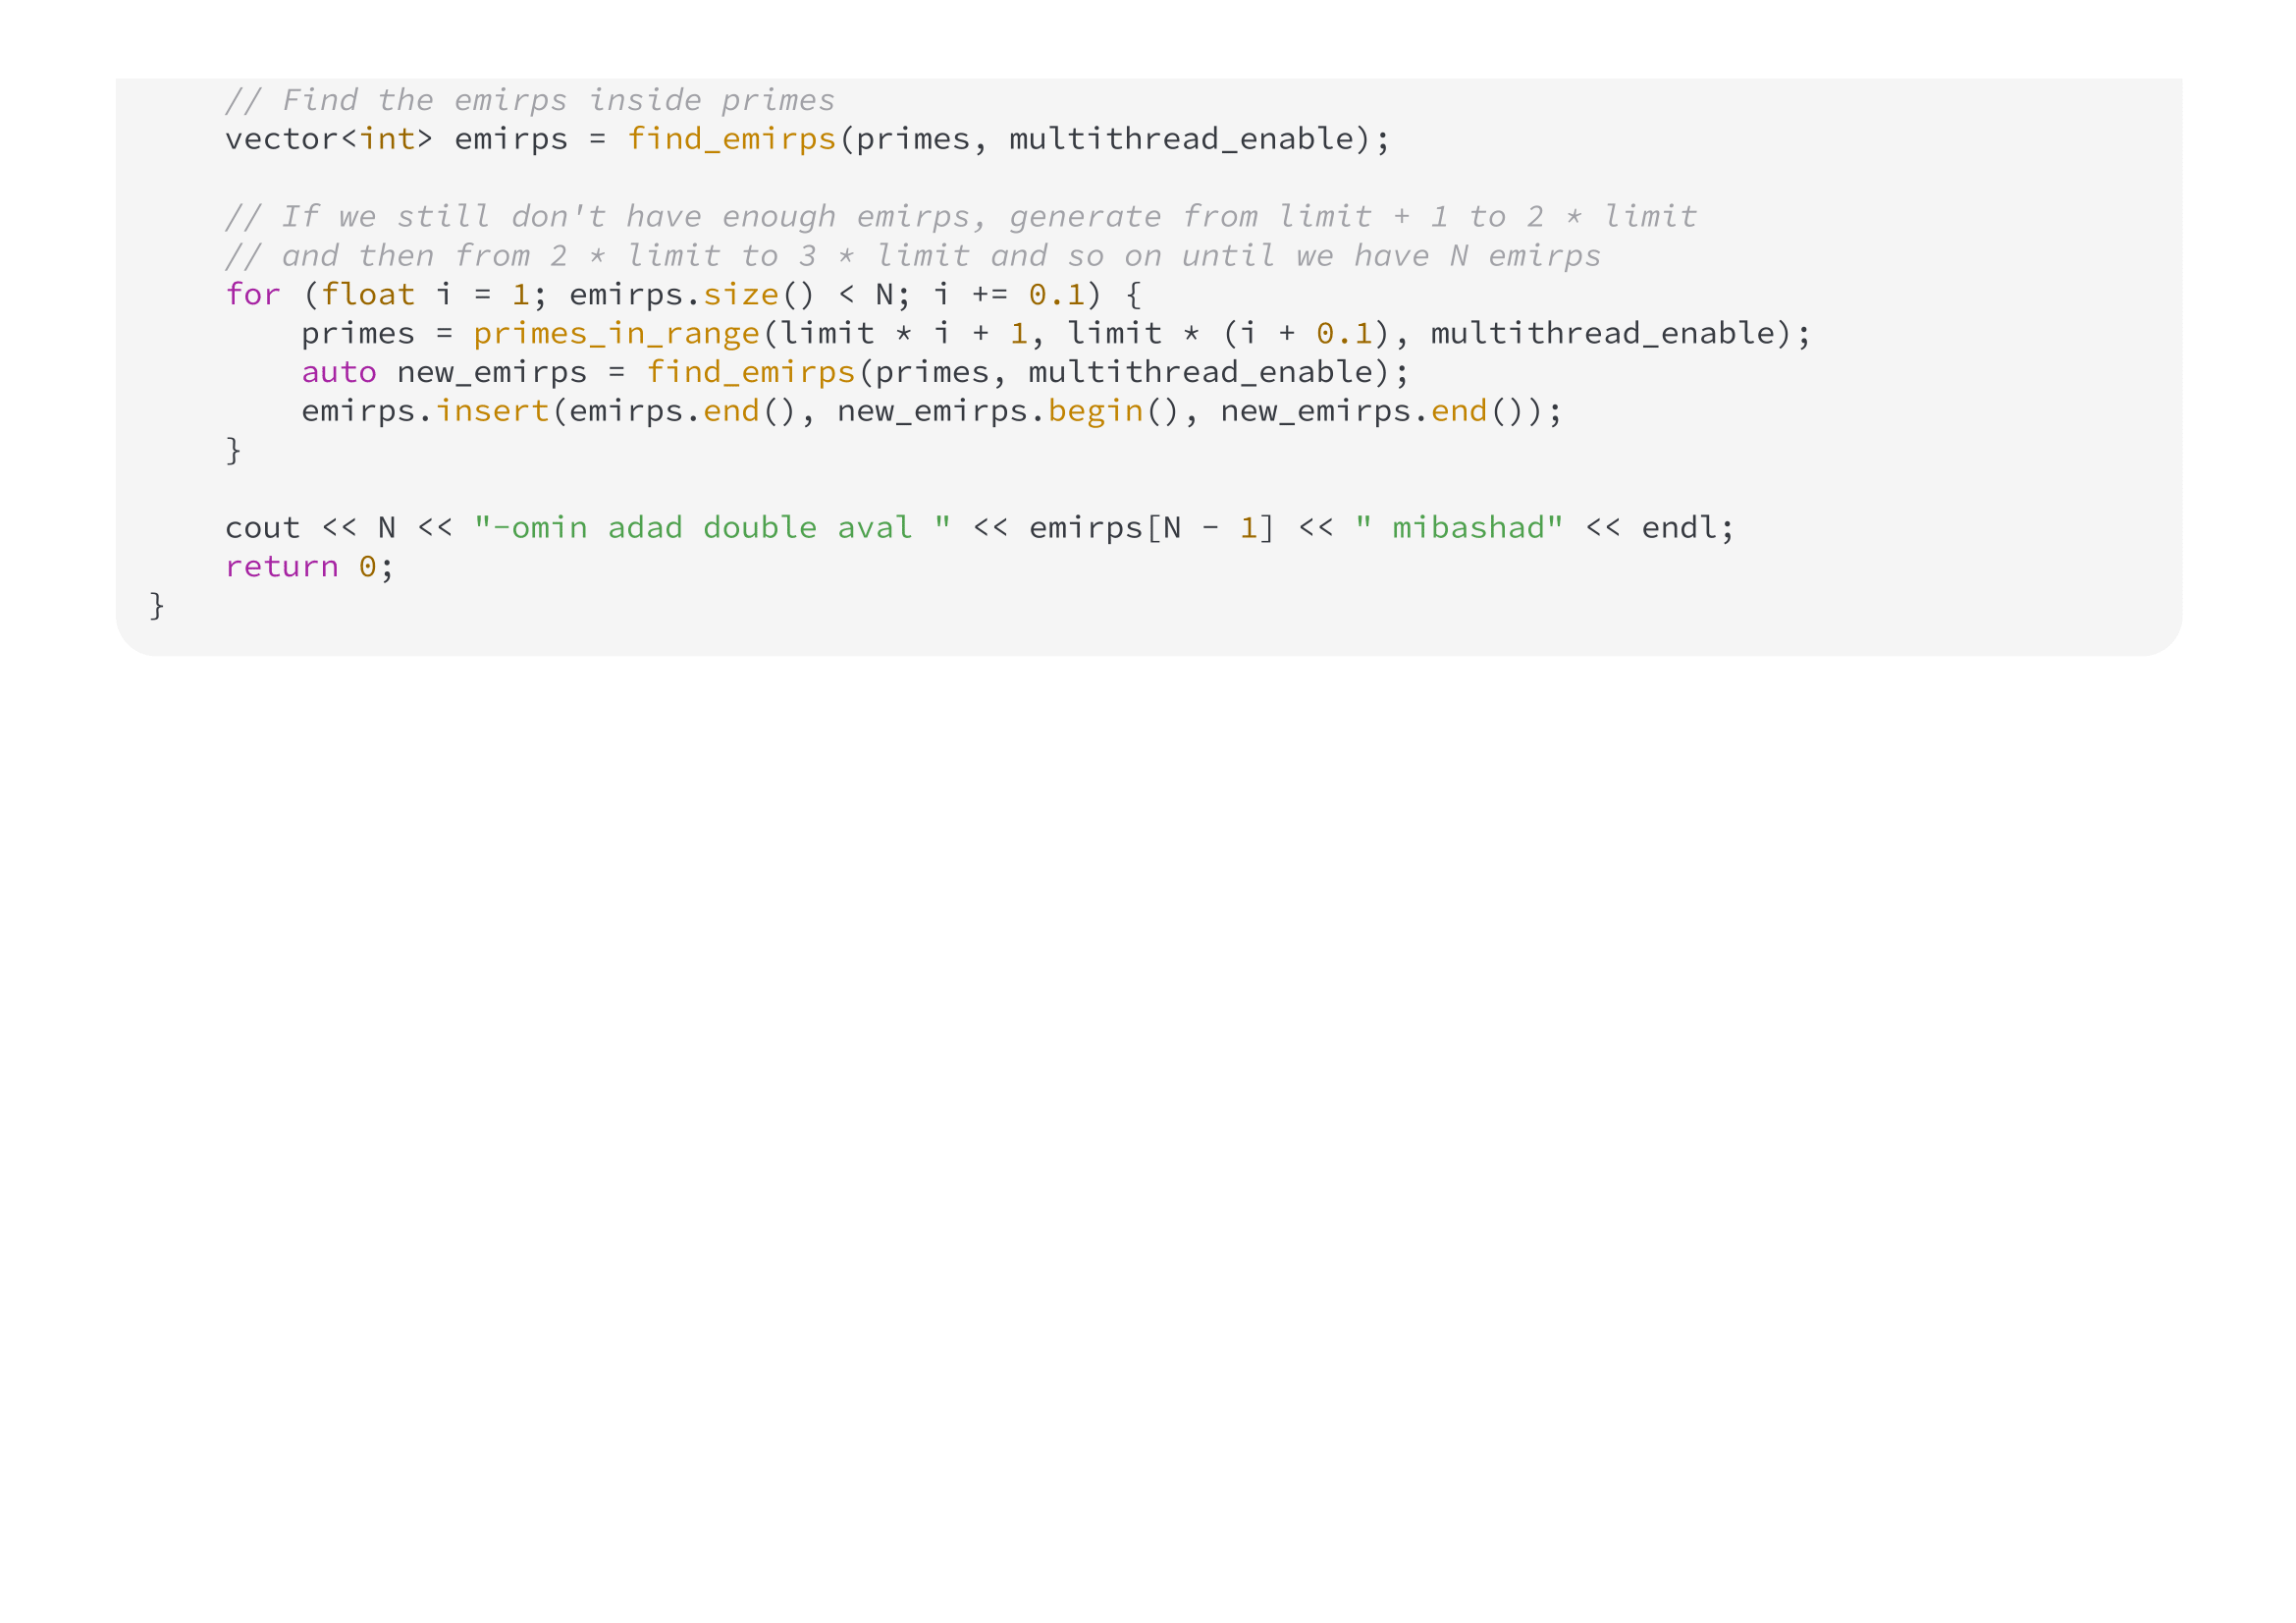 // Find the emirps inside primes
vector<int> emirps = find_emirps(primes, multithread_enable);
// If we still don't have enough emirps, generate from limit + 1 to 2 * limit
// and then from 2 * limit to 3 * limit and so on until we have N emirps
for (float i = 1; emirps.size() < N; i += 0.1) {
primes = primes_in_range(limit * i + 1, limit * (i + 0.1), multithread_enable);
auto new_emirps = find_emirps(primes, multithread_enable);
emirps.insert(emirps.end(), new_emirps.begin(), new_emirps.end());
}
cout << N << "-omin adad double aval " << emirps[N - 1] << " mibashad" << endl;
return 0;
}